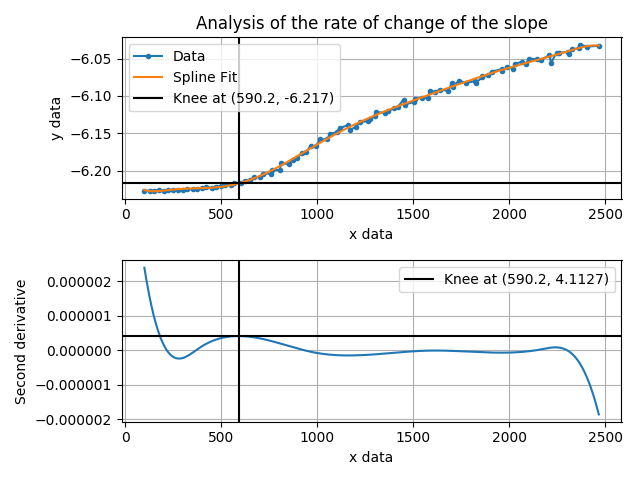 Analysis of the rate of change of the slope
Data
Spline Fit
Knee at (590.2, -6.217)
y data
−6.05
−6.10
−6.15
−6.20
0 500 1000 1500 2000 2500
x data
Knee at (590.2, 4.1127)
Second derivative
0.000002
0.000001
0.000000
−0.000001
−0.000002
0 500 1000 1500 2000 2500
x data